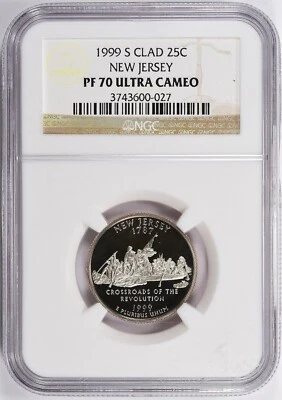 1999 S CLAD 25C
NEW JERSEY
PF 70 ULTRA CAMEO
3743600-027
NGC
NEW JERSEY
1787
CROSSROADS OF THE
REVOLUTION
1999
E PLURIBUS UNUM